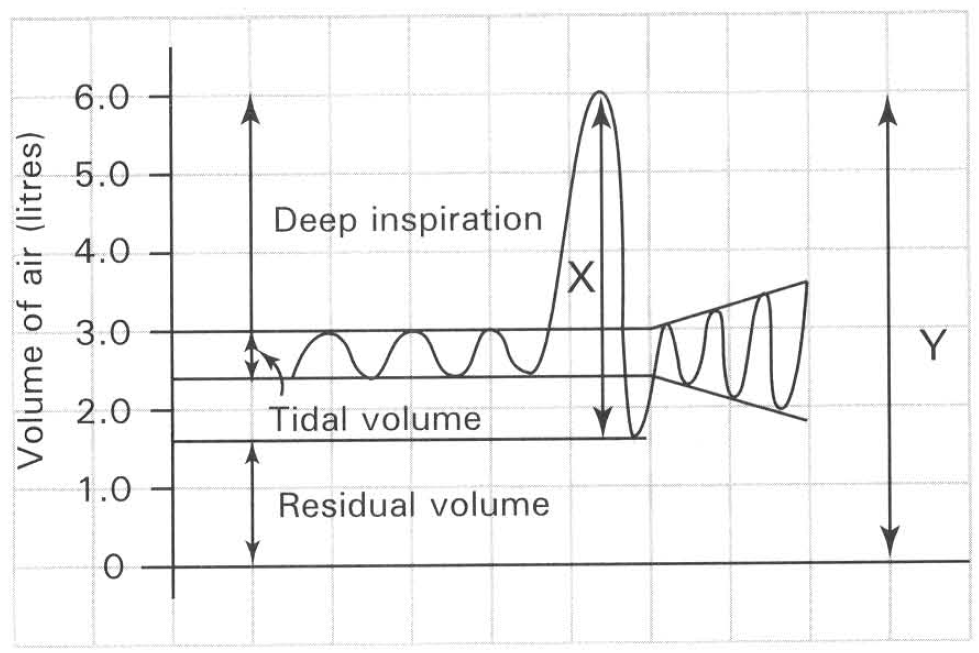 Volume of air (litres)
6.0
5.0
4.0
3.0
2.0
1.0
0
Deep inspiration
X
Y
Tidal volume
Residual volume